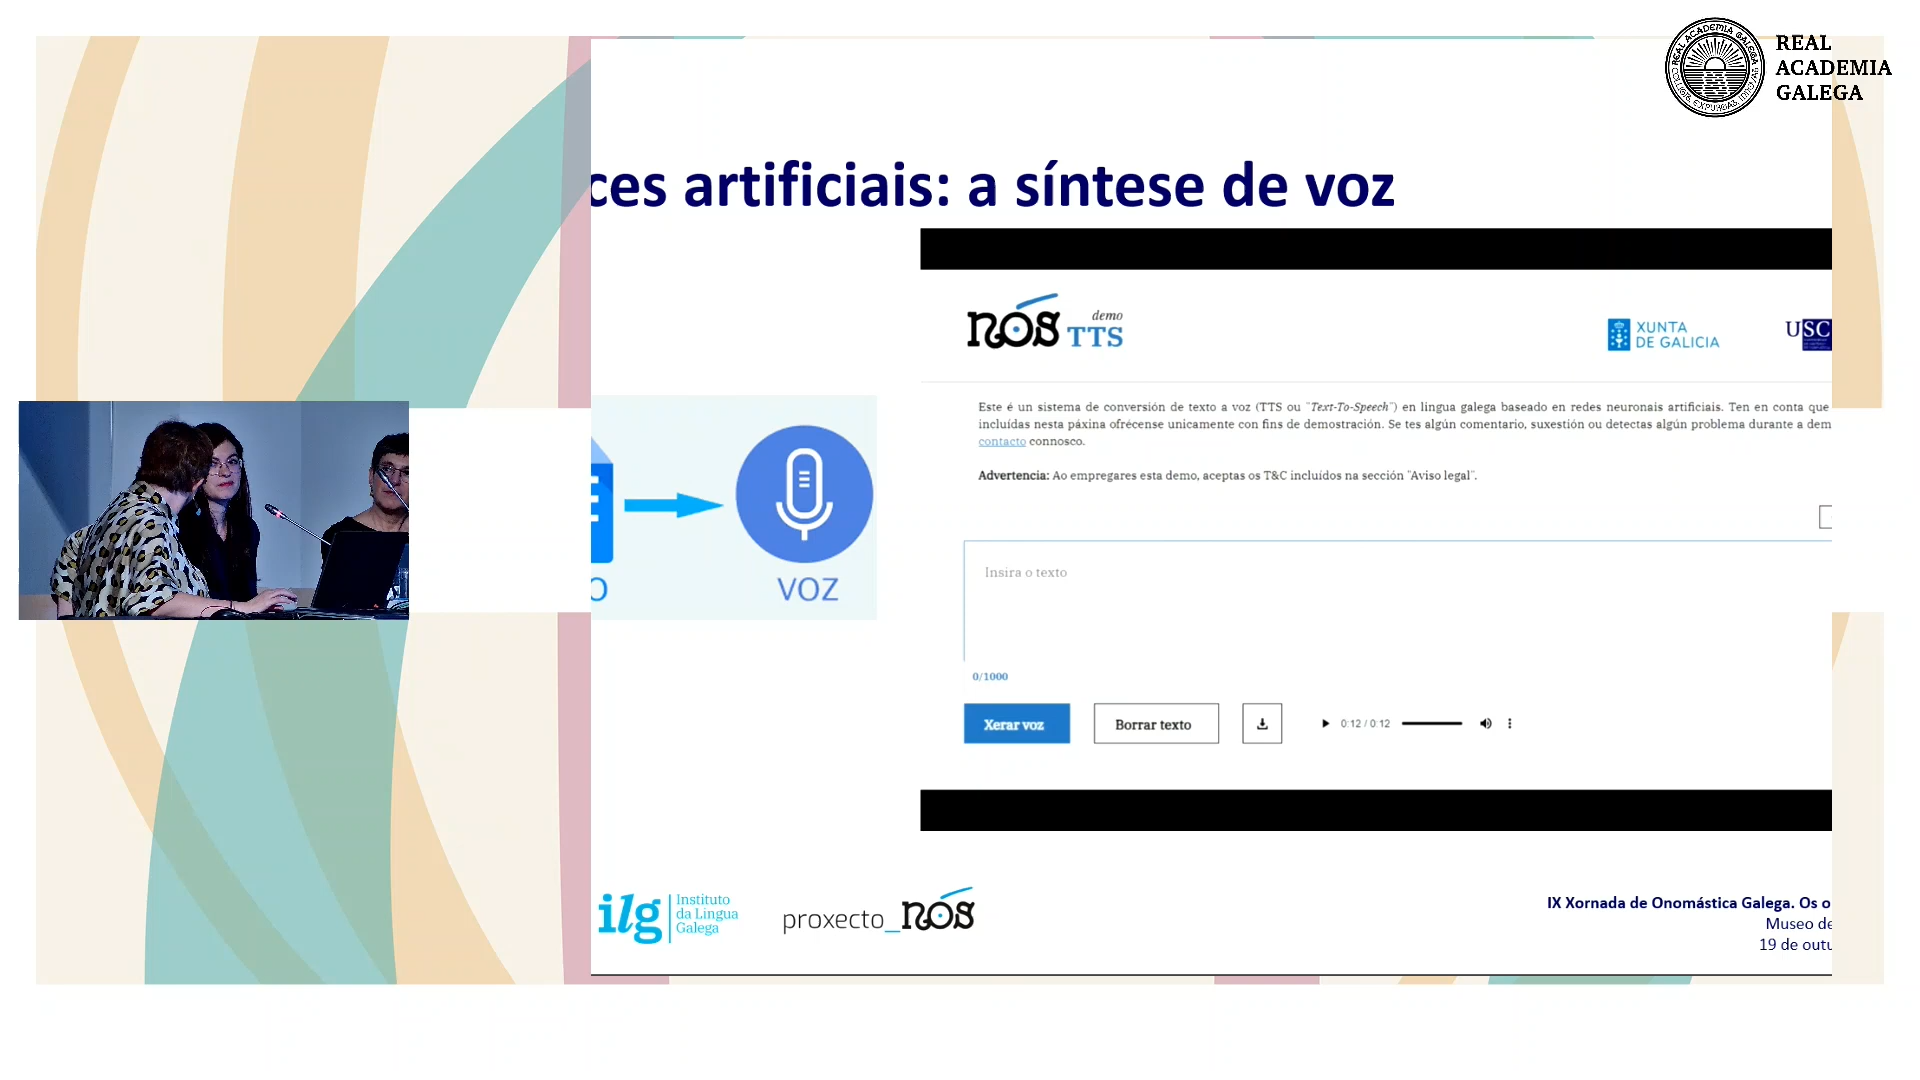 REAL
ACADEMIA
GALEGA
ces artificiais: a síntese de voz
nós demo
TTS
XUNTA
DE GALICIA
USC
Este é un sistema de conversión de texto a voz (TTS ou "Text-To-Speech") en lingua galega baseado en redes neuronais artificiais. Ten en conta que
incluídas nesta páxina ofrécense unicamente con fins de demostración. Se tes algún comentario, suxestión ou detectas algún problema durante a dem
contacto connosco.
Advertencia: Ao empregares esta demo, aceptas os T&C incluídos na sección "Aviso legal".
Insira o texto
O
VOZ
0/1000
Xerar voz
Borrar texto
0:12 / 0:12
ilg
Instituto
da Lingua
Galega
proxecto_nós
IX Xornada de Onomástica Galega. Os o
Museo de
19 de outu